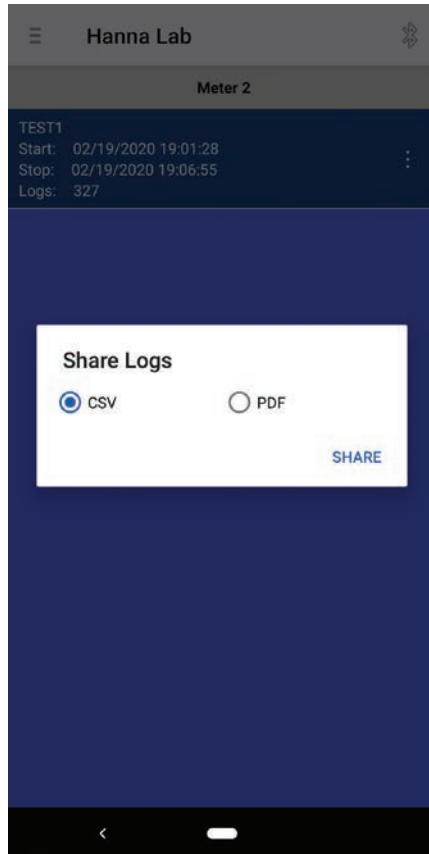 Hanna Lab
Meter 2
TEST1
Start: 02/19/2020 19:01:28
Stop: 02/19/2020 19:06:55
Logs: 327
Share Logs
CSV PDF
SHARE